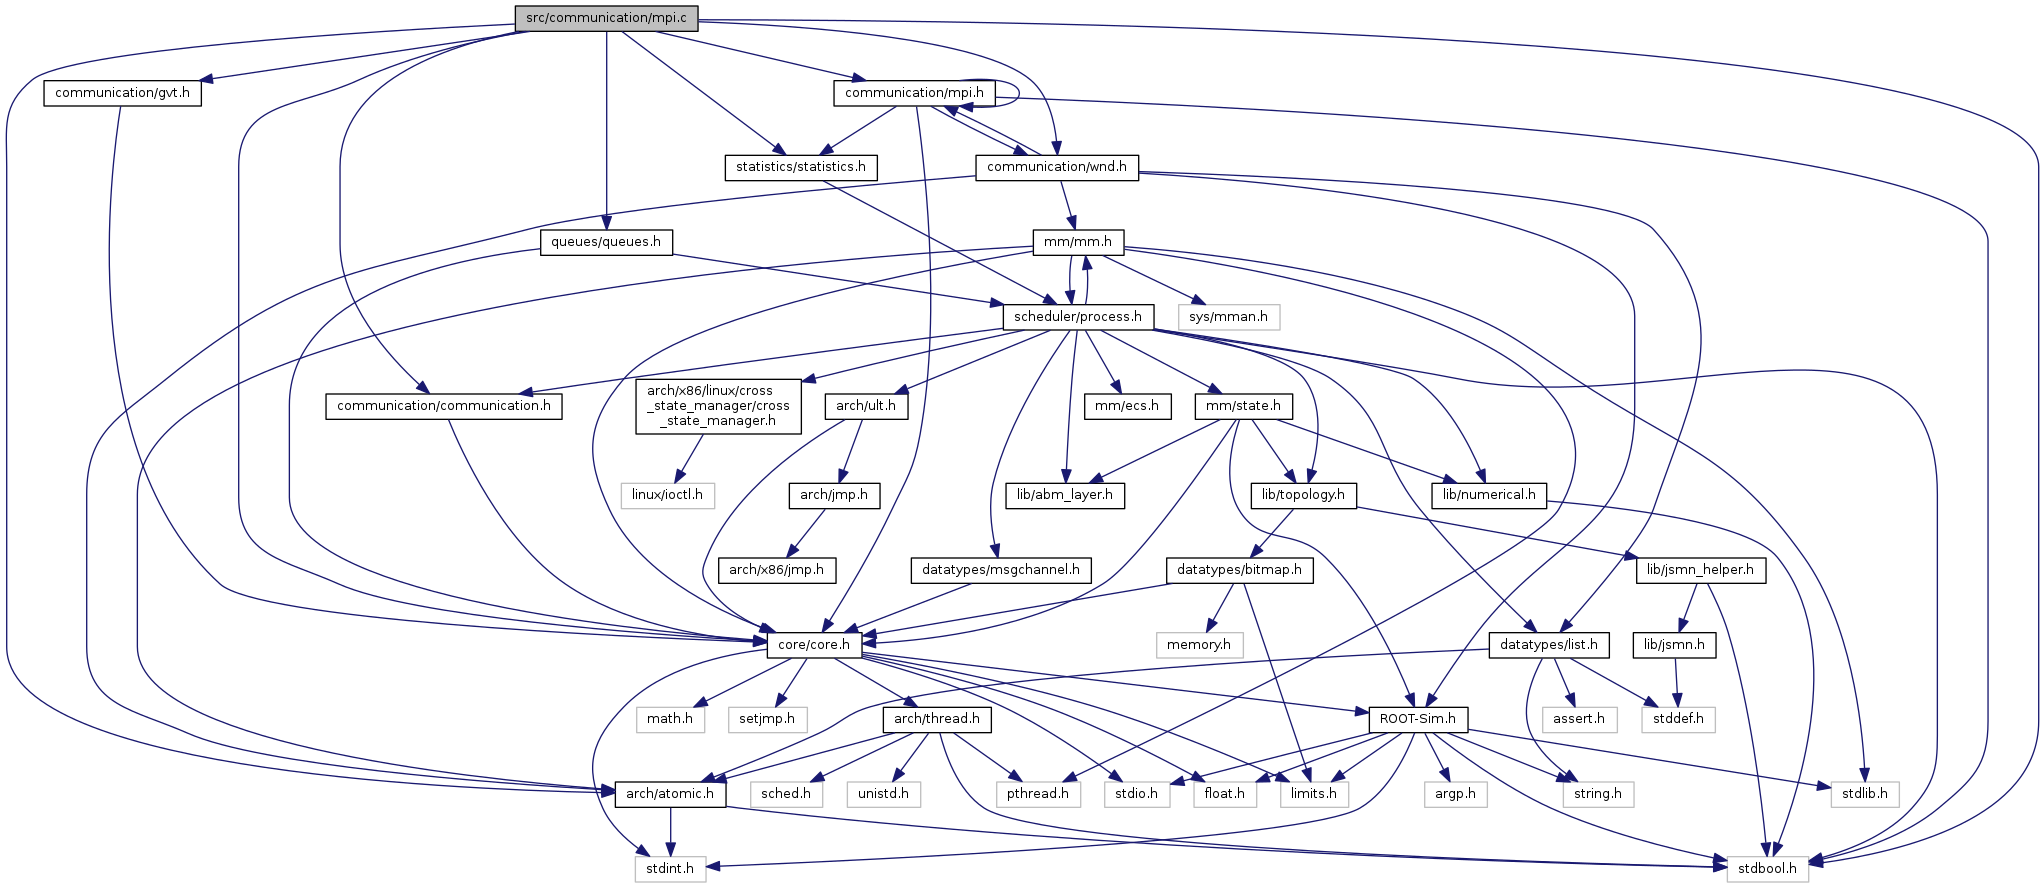 src/communication/mpi.c
communication/gvt.h
communication/mpi.h
statistics/statistics.h
communication/wnd.h
queues/queues.h
mm/mm.h
scheduler/process.h
sys/mman.h
communication/communication.h
arch/x86/linux/cross
_state_manager/cross
_state_manager.h
arch/ult.h
mm/ecs.h
mm/state.h
linux/ioctl.h
arch/jmp.h
lib/abm_layer.h
lib/topology.h
lib/numerical.h
arch/x86/jmp.h
datatypes/msgchannel.h
datatypes/bitmap.h
lib/jsmn_helper.h
core/core.h
memory.h
datatypes/list.h
lib/jsmn.h
math.h
setjmp.h
arch/thread.h
ROOT-Sim.h
assert.h
stddef.h
arch/atomic.h
sched.h
unistd.h
pthread.h
stdio.h
float.h
limits.h
argp.h
string.h
stdlib.h
stdint.h
stdbool.h